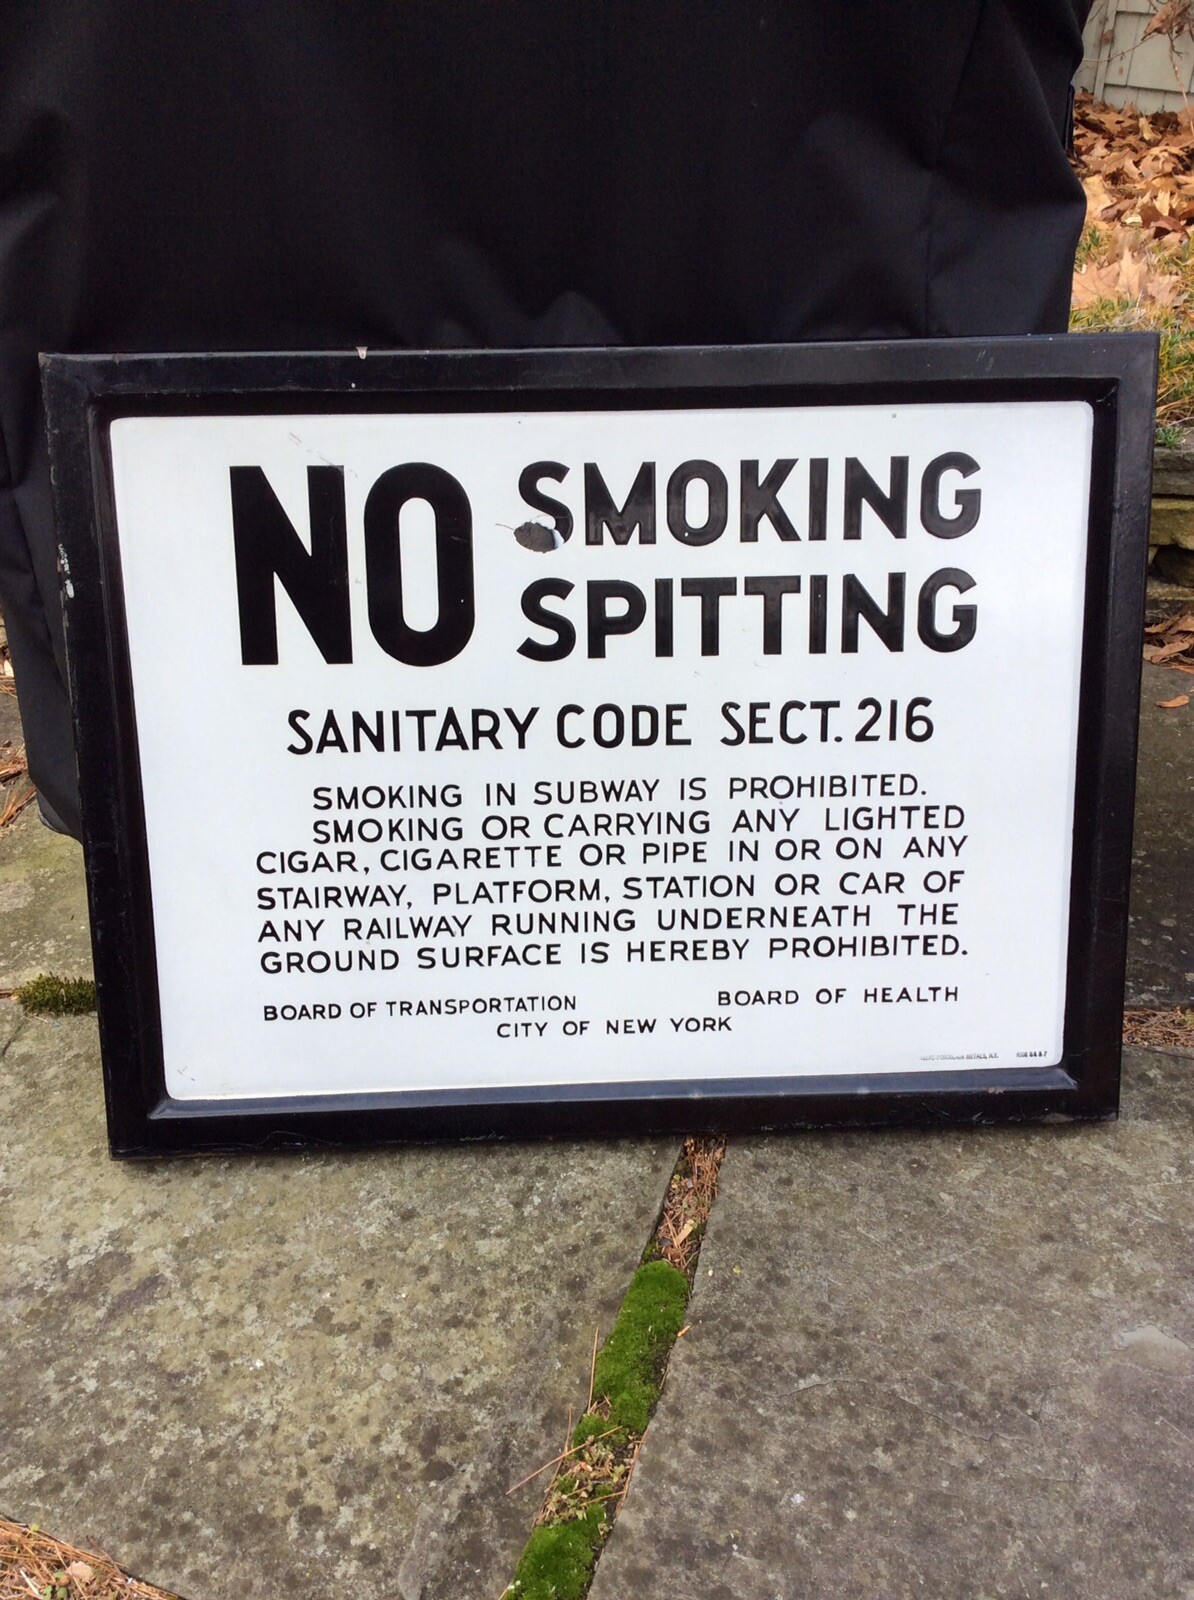 NO SMOKING
SPITTING
SANITARY CODE SECT. 216
SMOKING IN SUBWAY IS PROHIBITED.
SMOKING OR CARRYING ANY LIGHTED
CIGAR, CIGARETTE OR PIPE IN OR ON ANY
STAIRWAY, PLATFORM, STATION OR CAR OF
ANY RAILWAY RUNNING UNDERNEATH THE
GROUND SURFACE IS HEREBY PROHIBITED.
BOARD OF TRANSPORTATION BOARD OF HEALTH
CITY OF NEW YORK